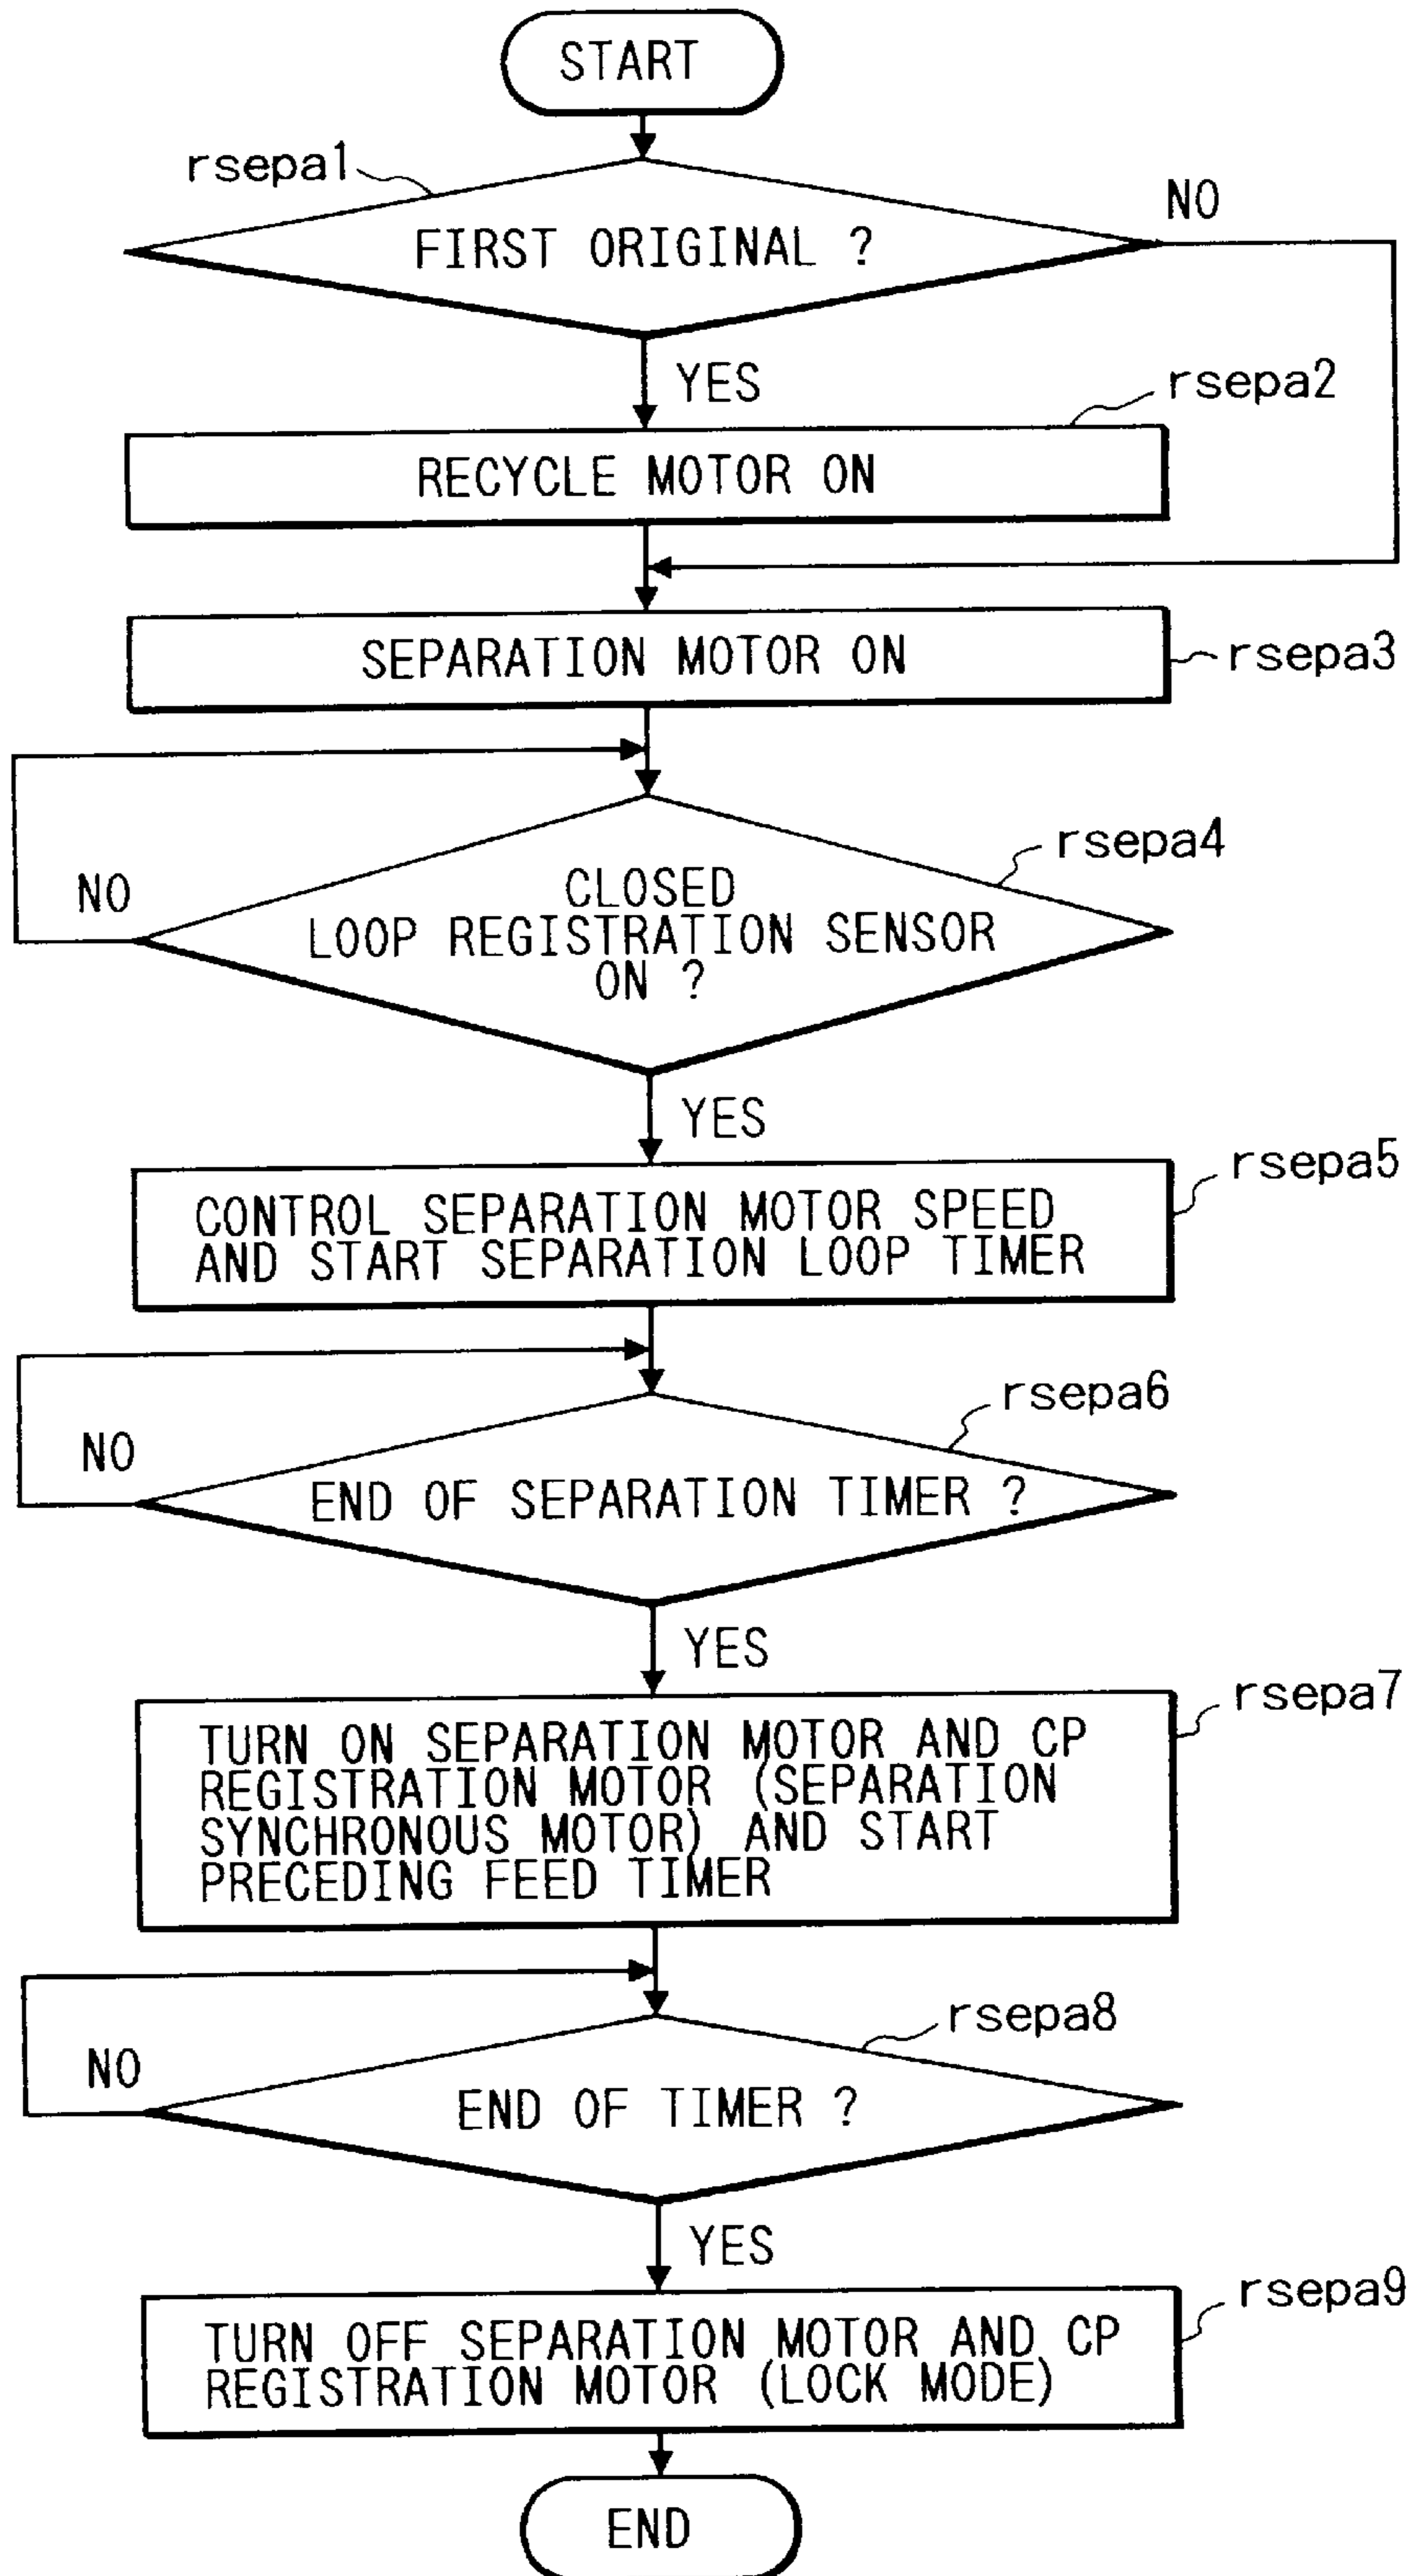 START
rsepa1
NO
FIRST ORIGINAL ?
YES
rsepa2
RECYCLE MOTOR ON
SEPARATION MOTOR ON
rsepa3
rsepa4
NO
CLOSED
LOOP REGISTRATION SENSOR
ON ?
YES
rsepa5
CONTROL SEPARATION MOTOR SPEED
AND START SEPARATION LOOP TIMER
rsepa6
NO
END OF SEPARATION TIMER ?
YES
rsepa7
TURN ON SEPARATION MOTOR AND CP
REGISTRATION MOTOR (SEPARATION
SYNCHRONOUS MOTOR) AND START
PRECEDING FEED TIMER
rsepa8
NO
END OF TIMER ?
YES
rsepa9
TURN OFF SEPARATION MOTOR AND CP
REGISTRATION MOTOR (LOCK MODE)
END